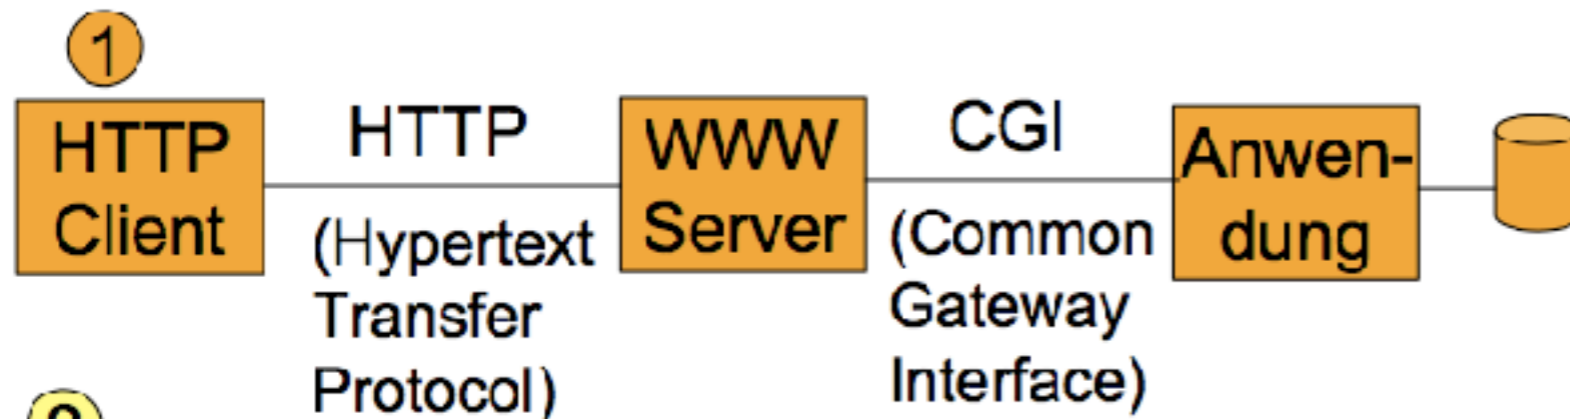 1
HTTP
Client
HTTP
(Hypertext
Transfer
Protocol)
WWW
Server
CGI
(Common
Gateway
Interface)
Anwen-
dung